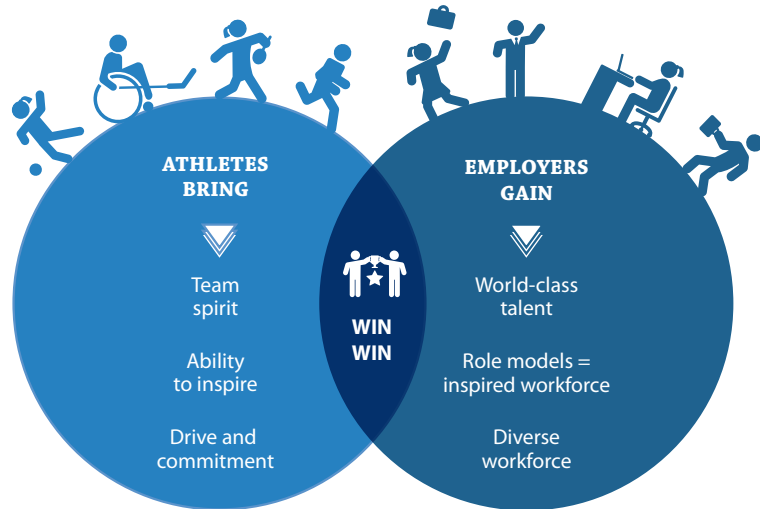 ATHLETES
BRING
Team
spirit
Ability
to inspire
Drive and
commitment
WIN
WIN
EMPLOYERS
GAIN
World-class
talent
Role models =
inspired workforce
Diverse
workforce